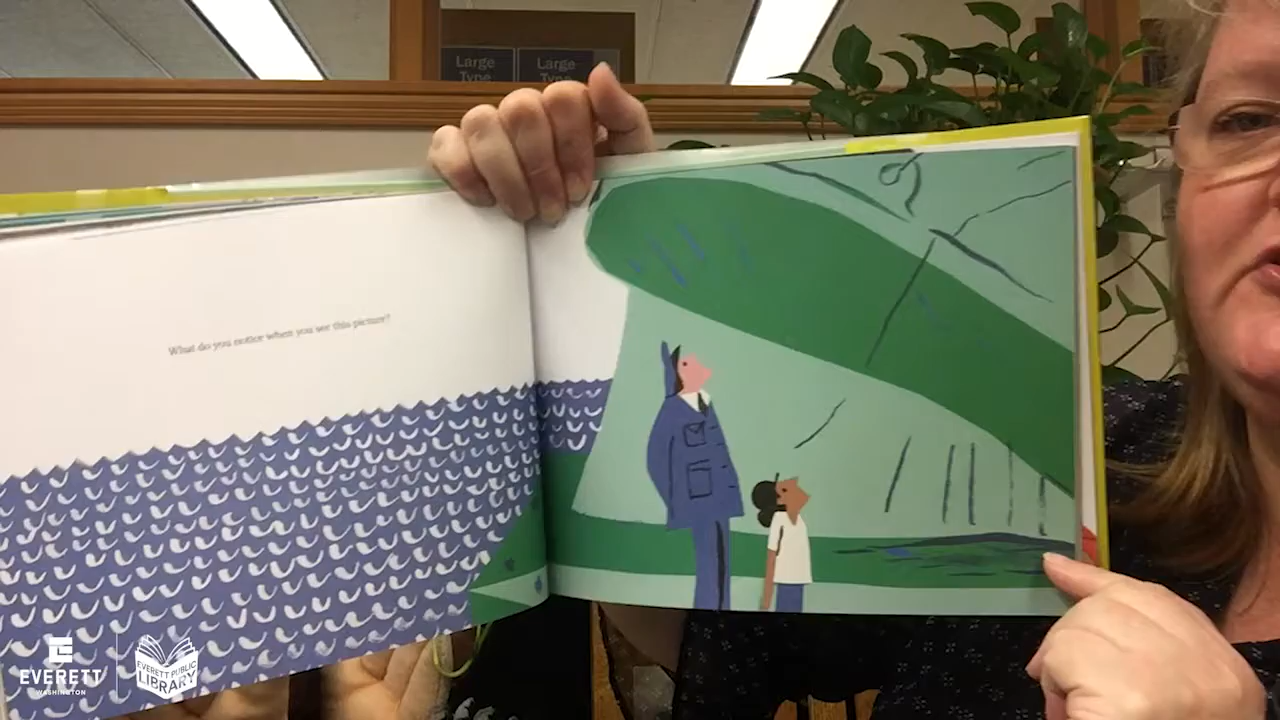 Large
Type
Large
Type
What do you notice when you see this picture?
EVERETT
WASHINGTON
EVERETT PUBLIC
LIBRARY